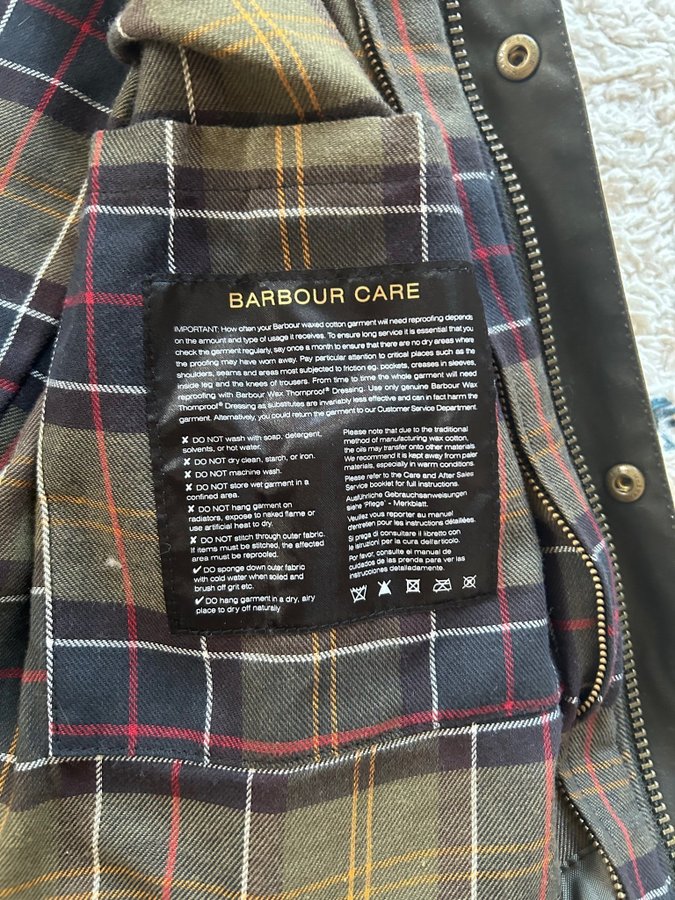 BARBOUR CARE
IMPORTANT: How often your Barbour waxed cotton garment will need reproofing depends
on the amount and type of usage it receives. To ensure long service it is essential that you
check the garment regularly, say once a month to ensure that there are no dry areas where
the proofing may have worn away. Pay particular attention to critical places such as the
shoulders, seams and areas most subjected to friction eg. pockets, creases in sleeves,
inside leg and the knees of trousers. From time to time the whole garment will need
reproofing with Barbour Wax Thornproof® Dressing. Use only genuine Barbour Wax
Thornproof® Dressing as substitutes are invariably less effective and can in fact harm the
garment. Alternatively, you could return the garment to our Customer Service Department
✘ DO NOT wash with soap, detergent,
solvents, or hot water.
✘ DO NOT dry clean, starch, or iron.
✘ DO NOT machine wash.
✘ DO NOT store wet garment in a
confined area.
✘ DO NOT hang garment on
radiators, expose to naked flame or
use artificial heat to dry.
✘ DO NOT stitch through outer fabric.
If items must be stitched, the affected
area must be reproofed.
✔ DO sponge down outer fabric
with cold water when soiled and
brush off grit etc.
✔ DO hang garment in a dry, airy
place to dry off naturally
Please note that due to the traditional
method of manufacturing wax cotton,
the oils may transfer onto other materials.
We recommend it is kept away from paler
materials, especially in warm conditions.
Please refer to the Care and After Sales
Service booklet for full instructions.
Ausführliche Gebrauchsanweisungen
siehe "Pflege" - Merkblatt.
Veuillez vous reporter au manuel
d'entretien pour les instructions détaillées.
Si prega di consultare il libretto con
le istruzioni per la cura dell'articolo.
Por favor, consulte el manual de
cuidados de las prenda para ver las
instrucciones detalladamente.